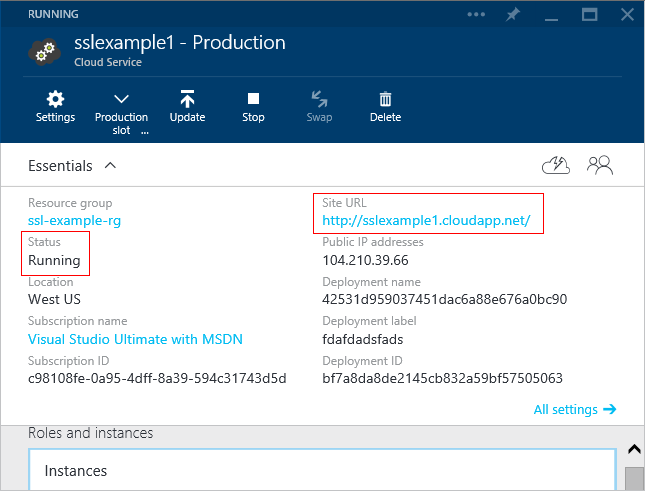 RUNNING
sslexample1 - Production
Cloud Service
Settings
Production
slot ...
Update
Stop
Swap
Delete
Essentials
Resource group
ssl-example-rg
Status
Running
Location
West US
Subscription name
Visual Studio Ultimate with MSDN
Subscription ID
c98108fe-0a95-4dff-8a39-594c31743d5d
Site URL
http://sslexample1.cloudapp.net/
Public IP addresses
104.210.39.66
Deployment name
42531d959037451dac6a88e676a0bc90
Deployment label
fdafdadsfads
Deployment ID
bf7a8da8de2145cb832a59bf57505063
All settings
Roles and instances
Instances